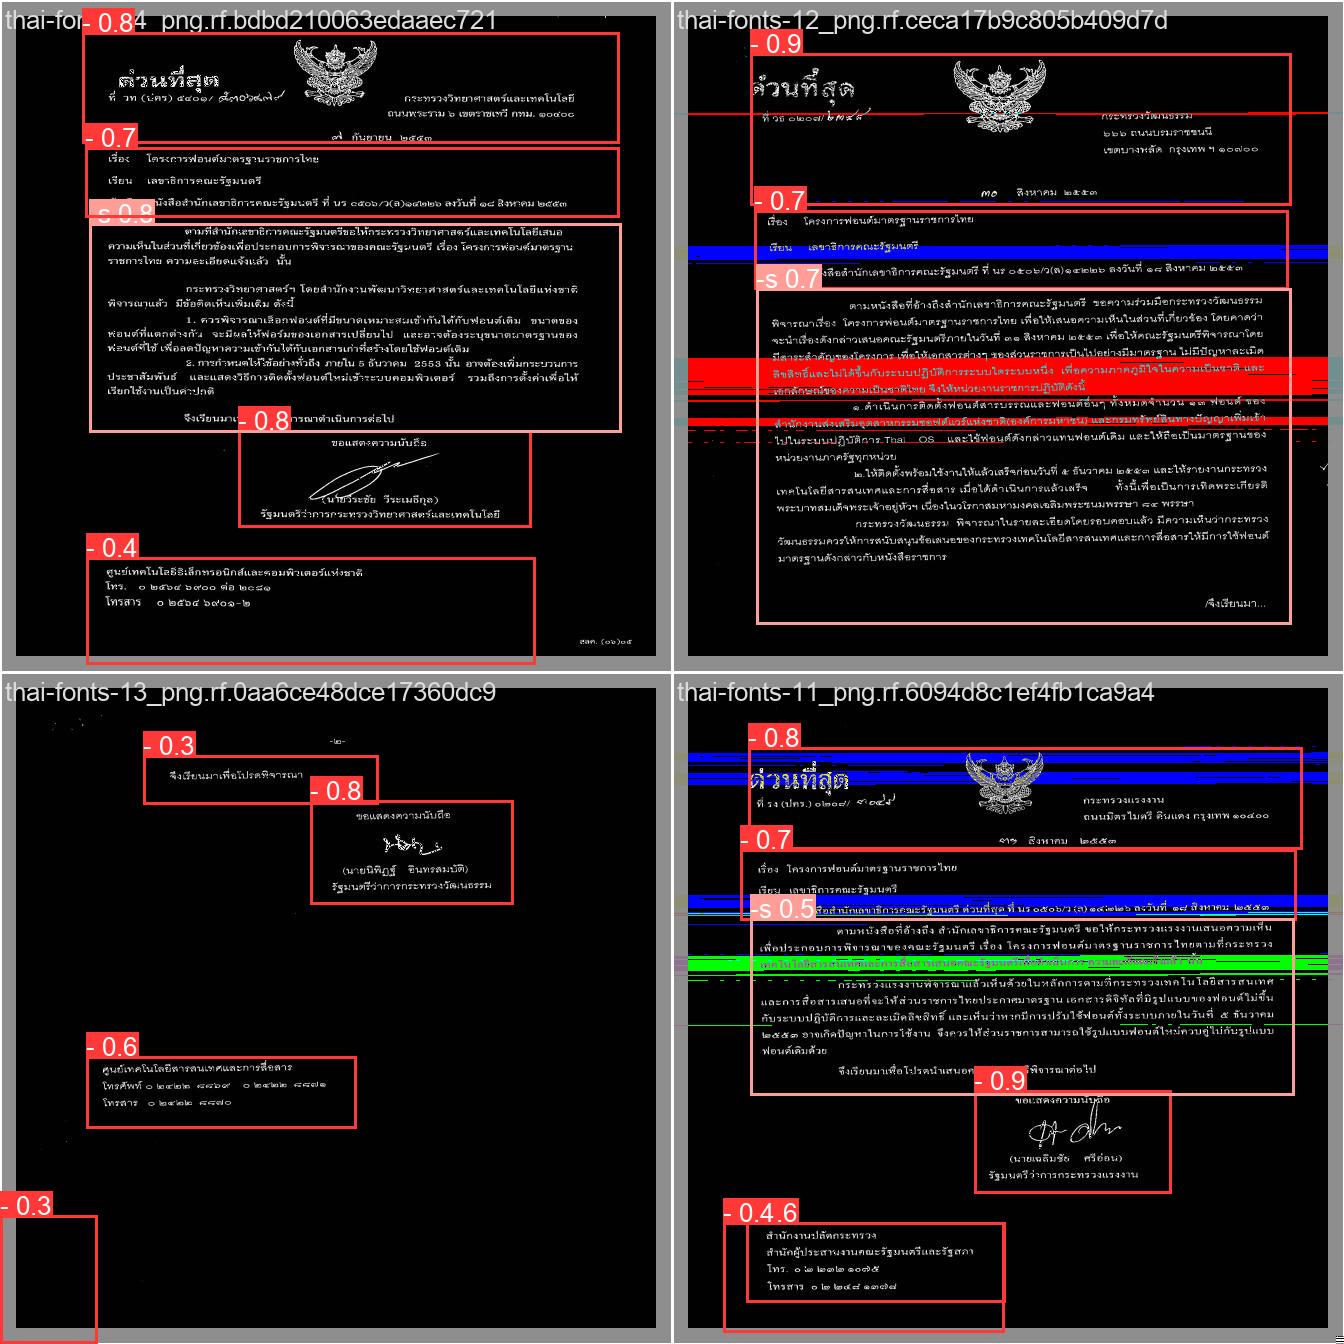 thai-fon 4_png.rf.bdbd210063edaaec721
- 0.8
ด่วนที่สุด
ที่ วท (ปคร) ๕๔๐๑/
กระทรวงวิทยาศาสตร์และเทคโนโลยี
ถนนพระราม ๖ เขตราชเทวี กทม. ๑๐๔๐๐
๗ กันยายน ๒๕๕๓
- 0.7
เรื่อง โครงการฟอนต์มาตรฐานราชการไทย
เรียน เลขาธิการคณะรัฐมนตรี
หนังสือสำนักเลขาธิการคณะรัฐมนตรี ที่ นร ๐๕๐๖/ว(ล)๑๔๒๒๖ ลงวันที่ ๑๘ สิงหาคม ๒๕๕๓
-s 0.8
ตามที่สำนักเลขาธิการคณะรัฐมนตรีขอให้กระทรวงวิทยาศาสตร์และเทคโนโลยีเสนอ
ความเห็นในส่วนที่เกี่ยวข้องเพื่อประกอบการพิจารณาของคณะรัฐมนตรี เรื่อง โครงการฟอนต์มาตรฐาน
ราชการไทย ความละเอียดแจ้งแล้ว นั้น
กระทรวงวิทยาศาสตร์ฯ โดยสำนักงานพัฒนาวิทยาศาสตร์และเทคโนโลยีแห่งชาติ
พิจารณาแล้ว มีข้อคิดเห็นเพิ่มเติม ดังนี้
1. ควรพิจารณาเลือกฟอนต์ที่มีขนาดเหมาะสมเข้ากันได้กับฟอนต์เดิม ขนาดของ
ฟอนต์ที่แตกต่างกัน จะมีผลให้ฟอร์มของเอกสารเปลี่ยนไป และอาจต้องระบุขนาดมาตรฐานของ
ฟอนต์ที่ใช้ เพื่อลดปัญหาความเข้ากันได้กับเอกสารเก่าที่สร้างโดยใช้ฟอนต์เดิม
2. การกำหนดให้ใช้อย่างทั่วถึง ภายใน 5 ธันวาคม 2553 นั้น อาจต้องเพิ่มกระบวนการ
ประชาสัมพันธ์ และแสดงวิธีการติดตั้งฟอนต์ใหม่เข้าระบบคอมพิวเตอร์ รวมถึงการตั้งค่าเพื่อให้
เรียกใช้งานเป็นค่าปกติ
จึงเรียนมา รณาดำเนินการต่อไป
- 0.8
ขอแสดงความนับถือ
(นายวีระชัย วีระเมธีกุล)
รัฐมนตรีว่าการกระทรวงวิทยาศาสตร์และเทคโนโลยี
- 0.4
ศูนย์เทคโนโลยีอิเล็กทรอนิกส์และคอมพิวเตอร์แห่งชาติ
โทร. ๐ ๒๕๖๔ ๖๙๐๐ ต่อ ๒๓๘๑
โทรสาร ๐ ๒๕๖๔ ๖๙๐๑-๒
สลค. (๐๖)๐๕
thai-fonts-12_png.rf.ceca17b9c805b409d7d
- 0.9
ด่วนที่สุด
ที่ วธ ๐๒๐๗/
กระทรวงวัฒนธรรม
๖๖๖ ถนนบรมราชชนนี
เขตบางพลัด กรุงเทพ ฯ ๑๐๗๐๐
๓๐ สิงหาคม ๒๕๕๓
- 0.7
เรื่อง โครงการฟอนต์มาตรฐานราชการไทย
เรียน เลขาธิการคณะรัฐมนตรี
สือสำนักเลขาธิการคณะรัฐมนตรี ที่ นร ๐๕๐๖/ว(ล)๑๔๒๒๖ ลงวันที่ ๑๘ สิงหาคม ๒๕๕๓
-s 0.7
ตามหนังสือที่อ้างถึงสำนักเลขาธิการคณะรัฐมนตรี ขอความร่วมมือกระทรวงวัฒนธรรม
พิจารณาเรื่อง โครงการฟอนต์มาตรฐานราชการไทย เพื่อให้เสนอความเห็นในส่วนที่เกี่ยวข้อง โดยคาดว่า
จะนำเรื่องดังกล่าวเสนอคณะรัฐมนตรีภายในวันที่ ๓๑ สิงหาคม ๒๕๕๓ เพื่อให้คณะรัฐมนตรีพิจารณาโดย
มีสาระสำคัญของโครงการ เพื่อให้เอกสารต่างๆ ของส่วนราชการเป็นไปอย่างมีมาตรฐาน ไม่มีปัญหาละเมิด
ลิขสิทธิ์และไม่ได้ขึ้นกับระบบปฏิบัติการระบบใดระบบหนึ่ง เพื่อความภาคภูมิใจในความเป็นชาติ และ
เอกลักษณ์ของความเป็นชาติไทย จึงให้หน่วยงานราชการปฏิบัติดังนี้
๑.ดำเนินการติดตั้งฟอนต์สารบรรณและฟอนต์อื่นๆ ทั้งหมดจำนวน ๑๓ ฟอนต์ ของ
สำนักงานส่งเสริมอุตสาหกรรมซอฟต์แวร์แห่งชาติ(องค์การมหาชน) และกรมทรัพย์สินทางปัญญาเพิ่มเข้า
ไปในระบบปฏิบัติการ Thai OS และใช้ฟอนต์ดังกล่าวแทนฟอนต์เดิม และให้ถือเป็นมาตรฐานของ
หน่วยงานภาครัฐทุกหน่วย
๒.ให้ติดตั้งพร้อมใช้งานให้แล้วเสร็จก่อนวันที่ ๕ ธันวาคม ๒๕๕๓ และให้รายงานกระทรวง
เทคโนโลยีสารสนเทศและการสื่อสาร เมื่อได้ดำเนินการแล้วเสร็จ ทั้งนี้เพื่อเป็นการเทิดพระเกียรติ
พระบาทสมเด็จพระเจ้าอยู่หัวฯ เนื่องในวโรกาสมหามงคลเฉลิมพระชนมพรรษา ๘๔ พรรษา
กระทรวงวัฒนธรรม พิจารณาในรายละเอียดโดยรอบคอบแล้ว มีความเห็นว่ากระทรวง
วัฒนธรรมควรให้การสนับสนุนข้อเสนอของกระทรวงเทคโนโลยีสารสนเทศและการสื่อสารให้มีการใช้ฟอนต์
มาตรฐานดังกล่าวกับหนังสือราชการ
/จึงเรียนมา...
thai-fonts-13_png.rf.0aa6ce48dce17360dc9
-๒-
- 0.3
จึงเรียนมาเพื่อโปรดพิจารณา
- 0.8
ขอแสดงความนับถือ
(นายนิพิฏฐ์ อินทรสมบัติ)
รัฐมนตรีว่าการกระทรวงวัฒนธรรม
- 0.6
ศูนย์เทคโนโลยีสารสนเทศและการสื่อสาร
โทรศัพท์ ๐ ๒๔๒๒ ๘๘๖๙ ๐ ๒๔๒๒ ๘๘๗๑
โทรสาร ๐ ๒๔๒๒ ๘๘๗๐
- 0.3
thai-fonts-11_png.rf.6094d8c1ef4fb1ca9a4
- 0.8
ด่วนที่สุด
ที่ รง (ปกร.) ๐๒๐๙/
กระทรวงแรงงาน
ถนนมิตรไมตรี ดินแดง กรุงเทพ ๑๐๔๐๐
สิงหาคม ๒๕๕๓
- 0.7
เรื่อง โครงการฟอนต์มาตรฐานราชการไทย
เรียน เลขาธิการคณะรัฐมนตรี
สือสำนักเลขาธิการคณะรัฐมนตรี ด่วนที่สุด ที่ นร ๐๕๐๖/ว (ล) ๑๔๒๒๖ ลงวันที่ ๑๘ สิงหาคม ๒๕๕๓
-s 0.5
ตามหนังสือที่อ้างถึง สำนักเลขาธิการคณะรัฐมนตรี ขอให้กระทรวงแรงงานเสนอความเห็น
เพื่อประกอบการพิจารณาของคณะรัฐมนตรี เรื่อง โครงการฟอนต์มาตรฐานราชการไทยตามที่กระทรวง
เทคโนโลยีสารสนเทศและการสื่อสารเสนอคณะรัฐมนตรี
กระทรวงแรงงานพิจารณาแล้วเห็นด้วยในหลักการตามที่กระทรวงเทคโนโลยีสารสนเทศ
และการสื่อสารเสนอที่จะให้ส่วนราชการไทยประกาศมาตรฐาน เอกสารดิจิทัลที่มีรูปแบบของฟอนต์ไม่ขึ้น
กับระบบปฏิบัติการและละเมิดลิขสิทธิ์ และเห็นว่าหากมีการปรับใช้ฟอนต์ทั้งระบบภายในวันที่ ๕ ธันวาคม
๒๕๕๓ อาจเกิดปัญหาในการใช้งาน จึงควรให้ส่วนราชการสามารถใช้รูปแบบฟอนต์ใหม่ควบคู่ไปกับรูปแบบ
ฟอนต์เดิมด้วย
จึงเรียนมาเพื่อโปรดนำเสนอค รีพิจารณาต่อไป
- 0.9
ขอแสดงความนับถือ
(นายเฉลิมชัย ศรีอ่อน)
รัฐมนตรีว่าการกระทรวงแรงงาน
- 0.4.6
สำนักงานปลัดกระทรวง
สำนักผู้ประสานงานคณะรัฐมนตรีและรัฐสภา
โทร. ๐ ๒ ๒๓๒ ๑๐๗๕
โทรสาร ๐ ๒ ๒๔๘ ๑๓๗๗